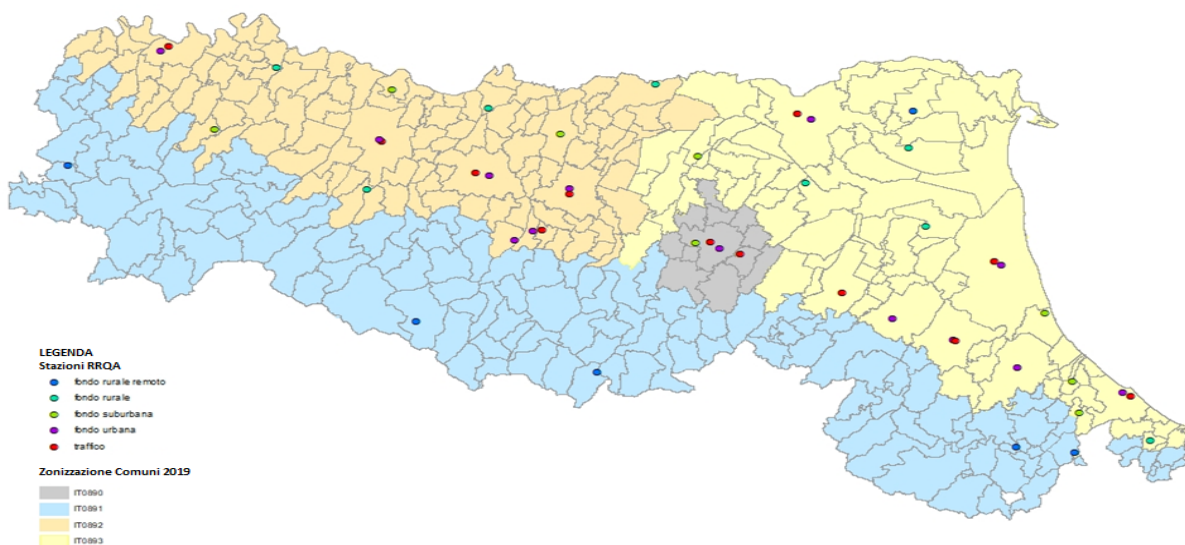 LEGENDA
Stazioni RRQA
fondo rurale remoto
fondo rurale
fondo suburbana
fondo urbana
traffico
Zonizzazione Comuni 2019
IT0890
IT0891
IT0892
IT0893